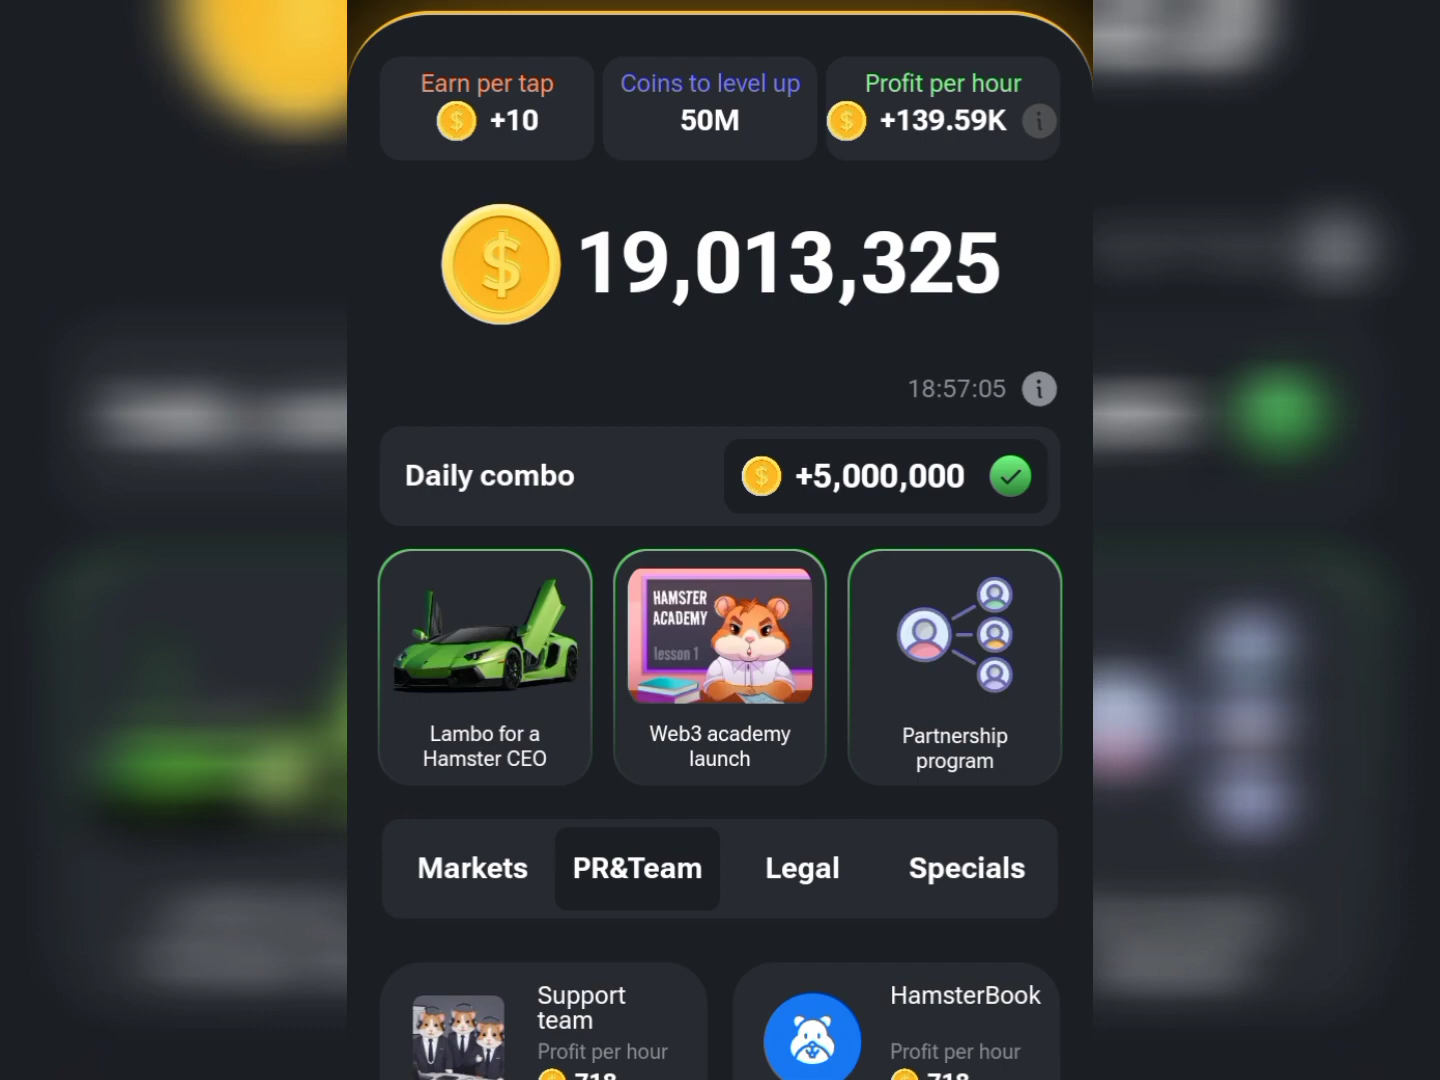 Earn per tap
+10
Coins to level up
50M
Profit per hour
+139.59K
19,013,325
18:57:05
Daily combo
+5,000,000
HAMSTER
ACADEMY
lesson 1
Lambo for a
Hamster CEO
Web3 academy
launch
Partnership
program
Markets
PR&Team
Legal
Specials
Support
team
Profit per hour
718
HamsterBook
Profit per hour
718